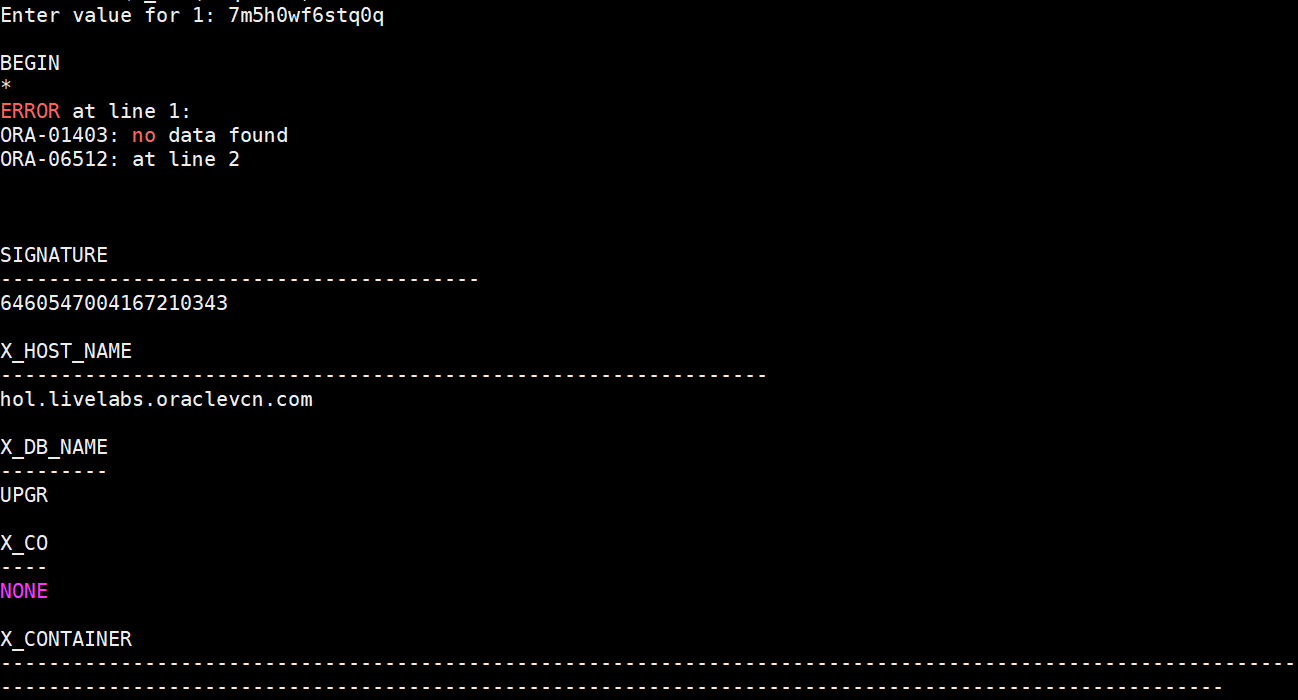 Enter value for 1: 7m5h0wf6stq0q
BEGIN
*
ERROR at line 1:
ORA-01403: no data found
ORA-06512: at line 2
SIGNATURE
----------------------------------------
6460547004167210343
X_HOST_NAME
----------------------------------------------------------------
hol.livelabs.oraclevcn.com
X_DB_NAME
---------
UPGR
X_CO
----
NONE
X_CONTAINER
------------------------------------------------------------------------------------------------------------
------------------------------------------------------------------------------------------------------